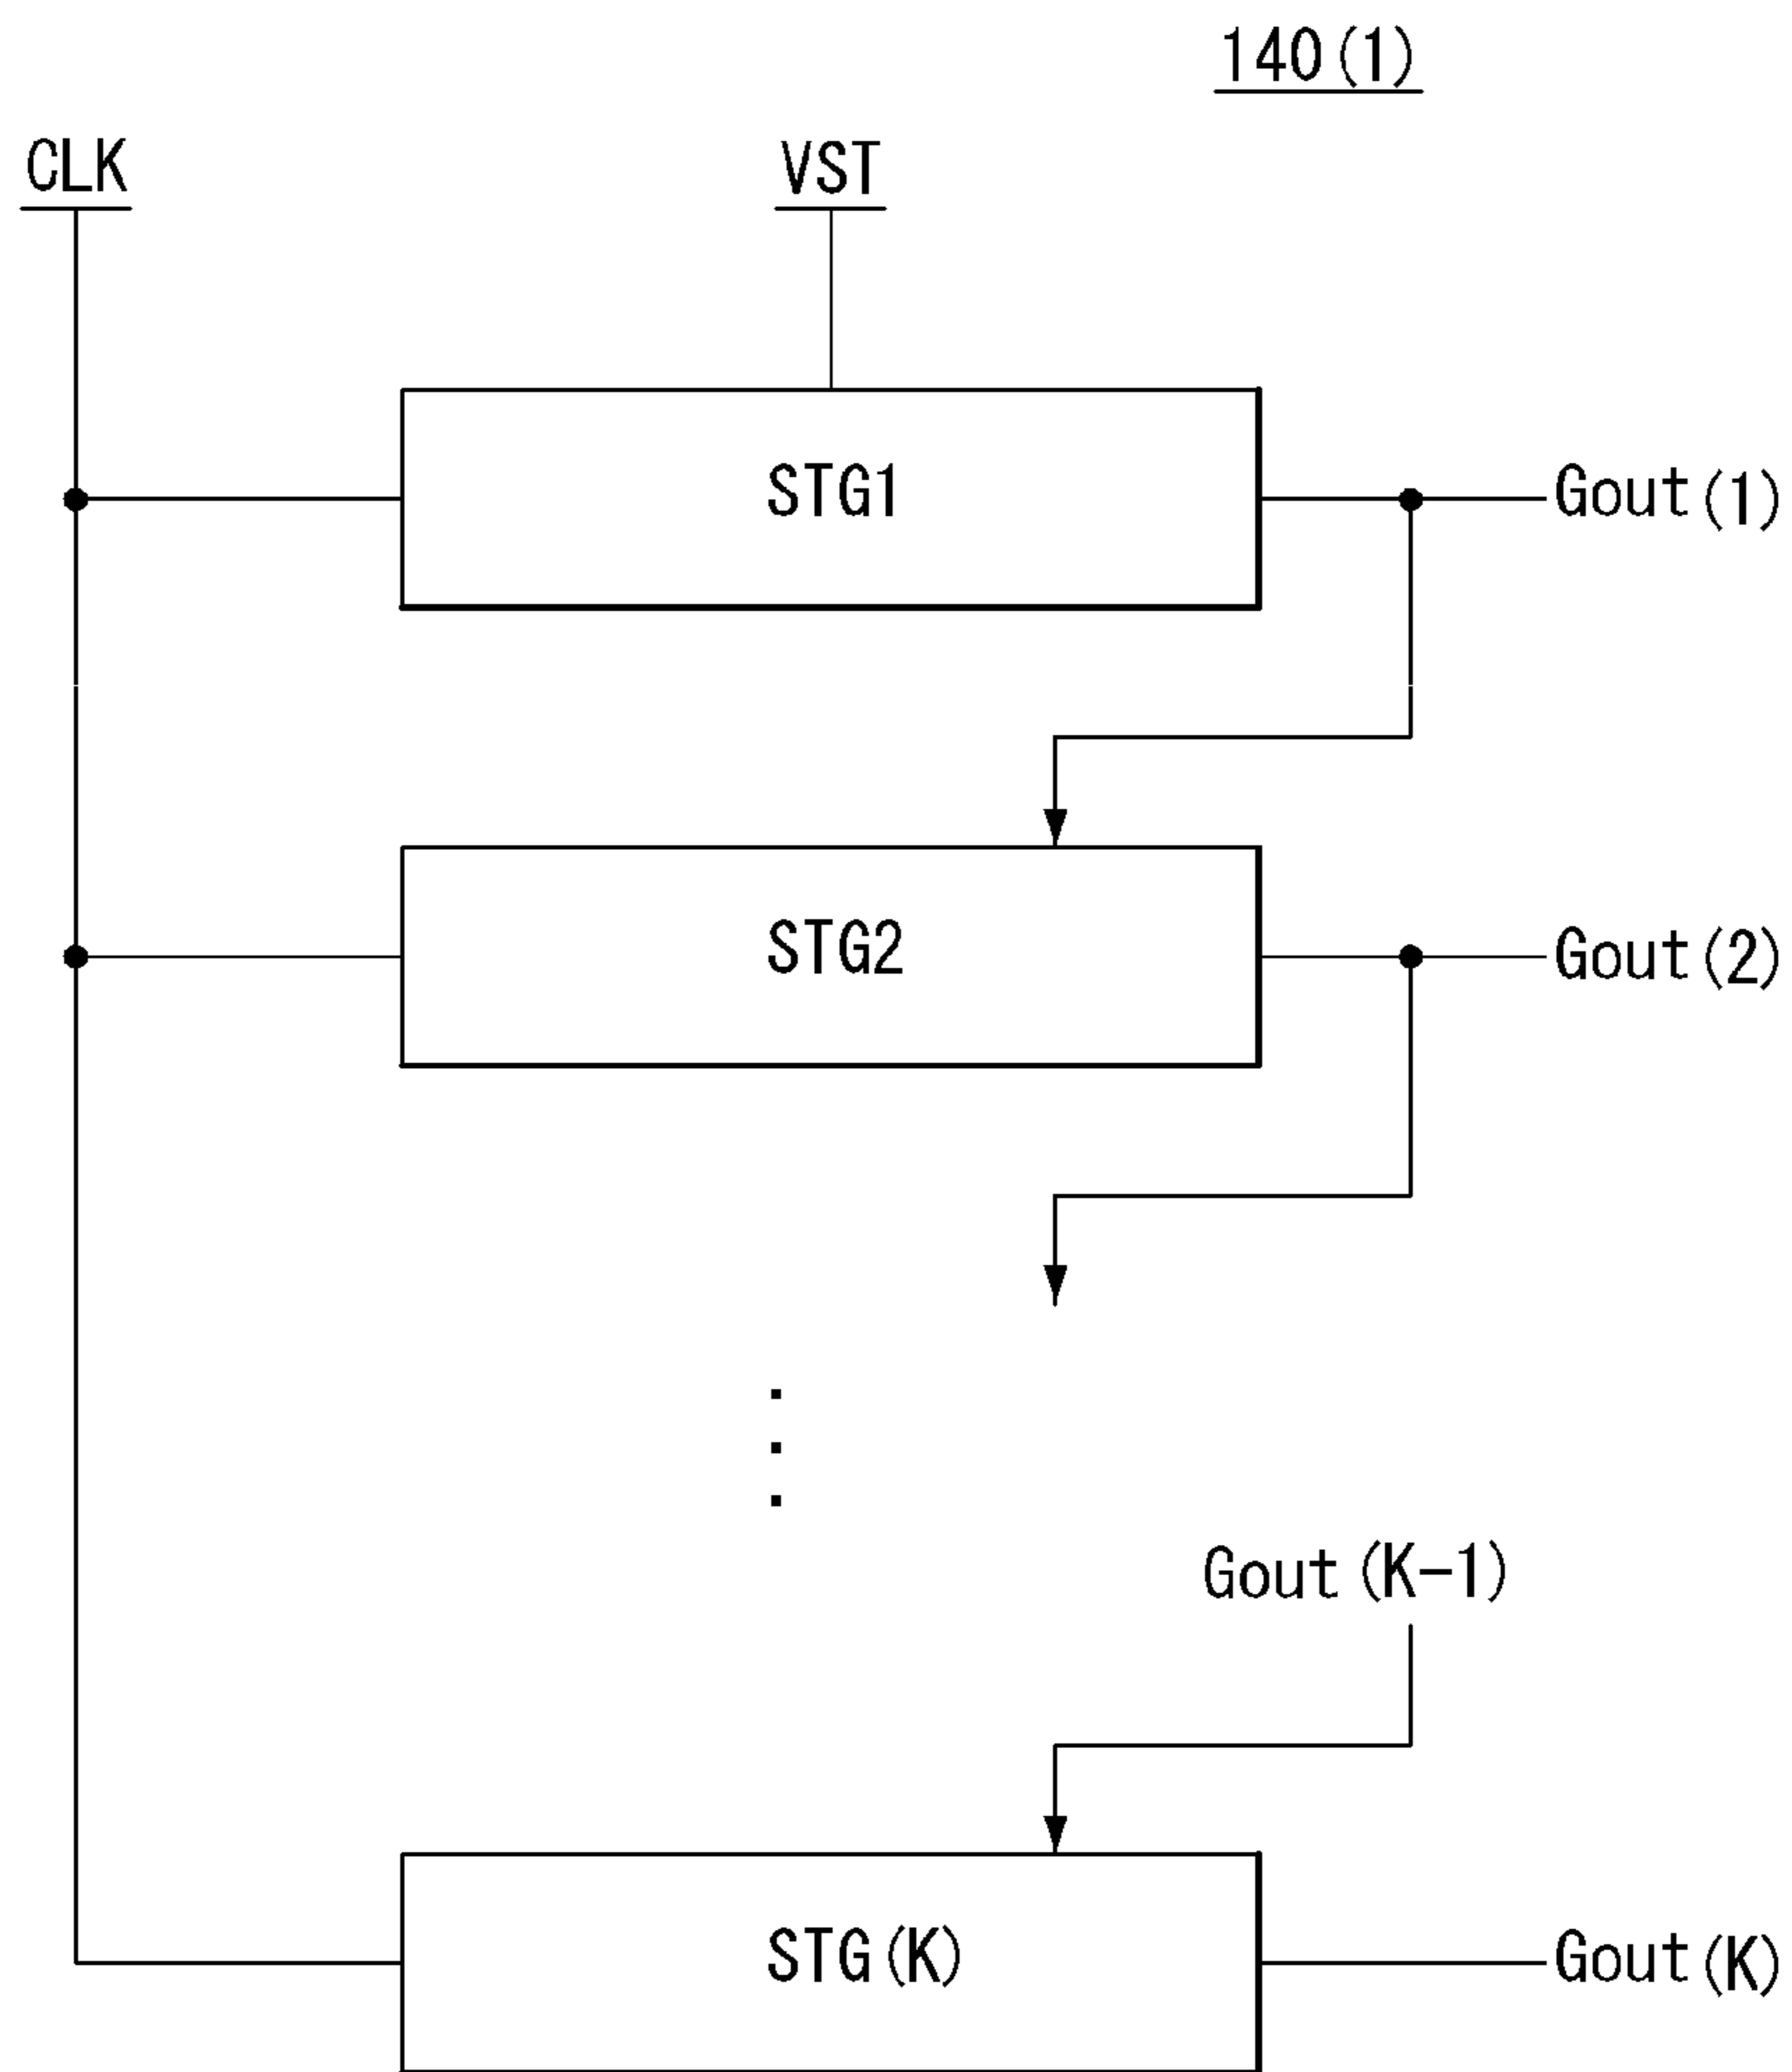 140(1)
CLK
VST
STG1
Gout(1)
STG2
Gout(2)
Gout(K-1)
STG(K)
Gout(K)